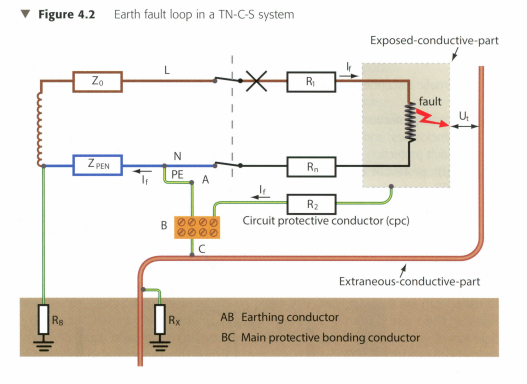 ▼ Figure 4.2 Earth fault loop in a TN-C-S system
Exposed-conductive-part
L
If
Z0
R1
fault
Ut
N
ZPEN
If
PE
A
Rn
If
B
R2
Circuit protective conductor (cpc)
C
Extraneous-conductive-part
RB
RX
AB Earthing conductor
BC Main protective bonding conductor